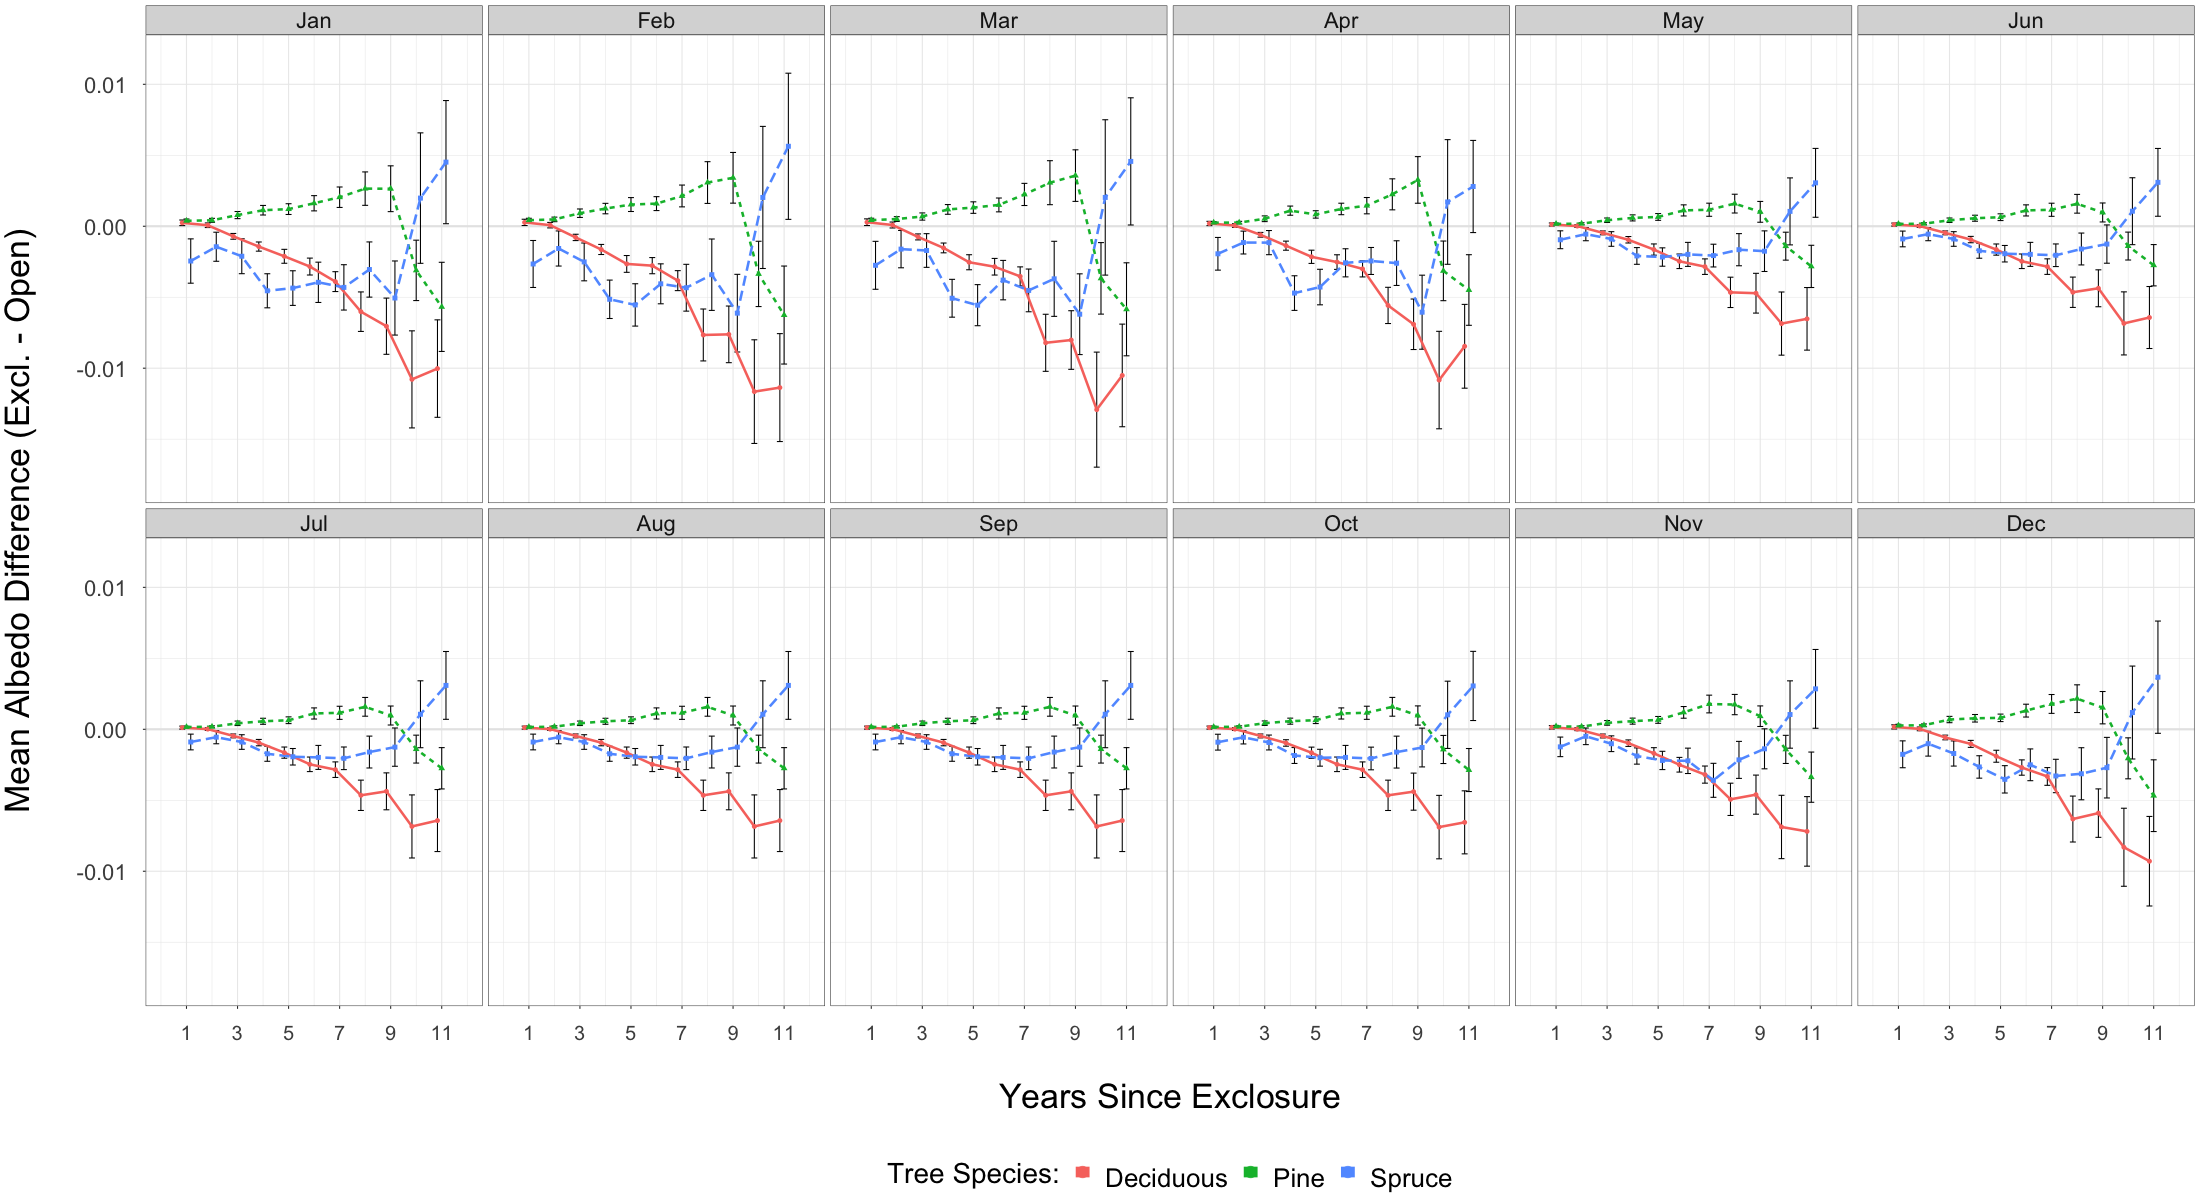 Jan Feb Mar Apr May Jun
0.01
0.00
-0.01
Jul Aug Sep Oct Nov Dec
0.01
0.00
-0.01
Mean Albedo Difference (Excl. - Open)
1 3 5 7 9 11 1 3 5 7 9 11 1 3 5 7 9 11 1 3 5 7 9 11 1 3 5 7 9 11 1 3 5 7 9 11
Years Since Exclosure
Tree Species: Deciduous Pine Spruce